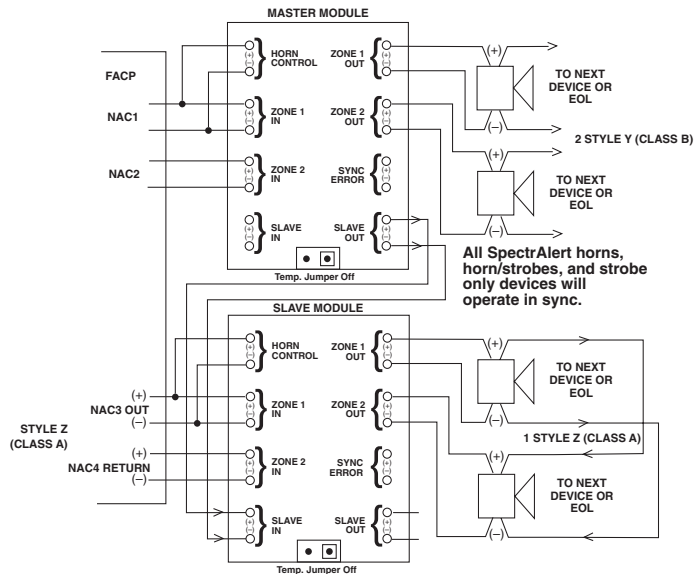 MASTER MODULE
FACP
NAC1
NAC2
(+)
(–)
HORN
CONTROL
(+)
(–)
ZONE 1
IN
(+)
(–)
ZONE 2
IN
(+)
(–)
SLAVE
IN
ZONE 1
OUT
(+)
(–)
ZONE 2
OUT
(+)
(–)
SYNC
ERROR
(+)
(–)
SLAVE
OUT
(+)
(–)
Temp. Jumper Off
(+)
(–)
TO NEXT
DEVICE OR
EOL
2 STYLE Y (CLASS B)
(+)
(–)
TO NEXT
DEVICE OR
EOL
All SpectrAlert horns,
horn/strobes, and strobe
only devices will
operate in sync.
SLAVE MODULE
STYLE Z
(CLASS A)
(+)
NAC3 OUT
(–)
(+)
NAC4 RETURN
(–)
(+)
(–)
HORN
CONTROL
(+)
(–)
ZONE 1
IN
(+)
(–)
ZONE 2
IN
(+)
(–)
SLAVE
IN
ZONE 1
OUT
(+)
(–)
ZONE 2
OUT
(+)
(–)
SYNC
ERROR
(+)
(–)
SLAVE
OUT
(+)
(–)
Temp. Jumper Off
(+)
(–)
TO NEXT
DEVICE OR
EOL
1 STYLE Z (CLASS A)
(+)
(–)
TO NEXT
DEVICE OR
EOL